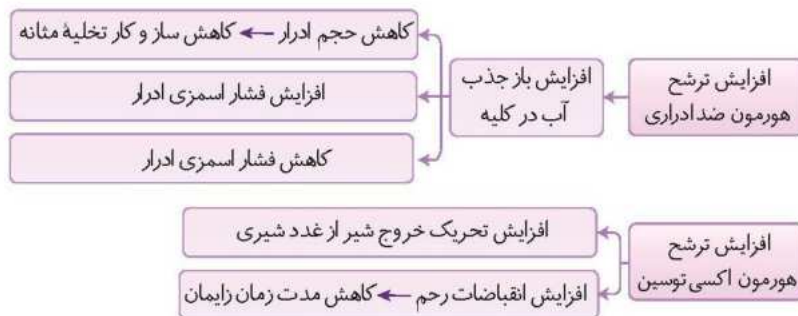 افزایش ترشح
هورمون ضدادراری
افزایش باز جذب
آب در کلیه
کاهش حجم ادرار ← کاهش ساز و کار تخلیهٔ مثانه
افزایش فشار اسمزی ادرار
کاهش فشار اسمزی ادرار
افزایش ترشح
هورمون اکسی‌توسین
افزایش تحریک خروج شیر از غدد شیری
افزایش انقباضات رحم ← کاهش مدت زمان زایمان